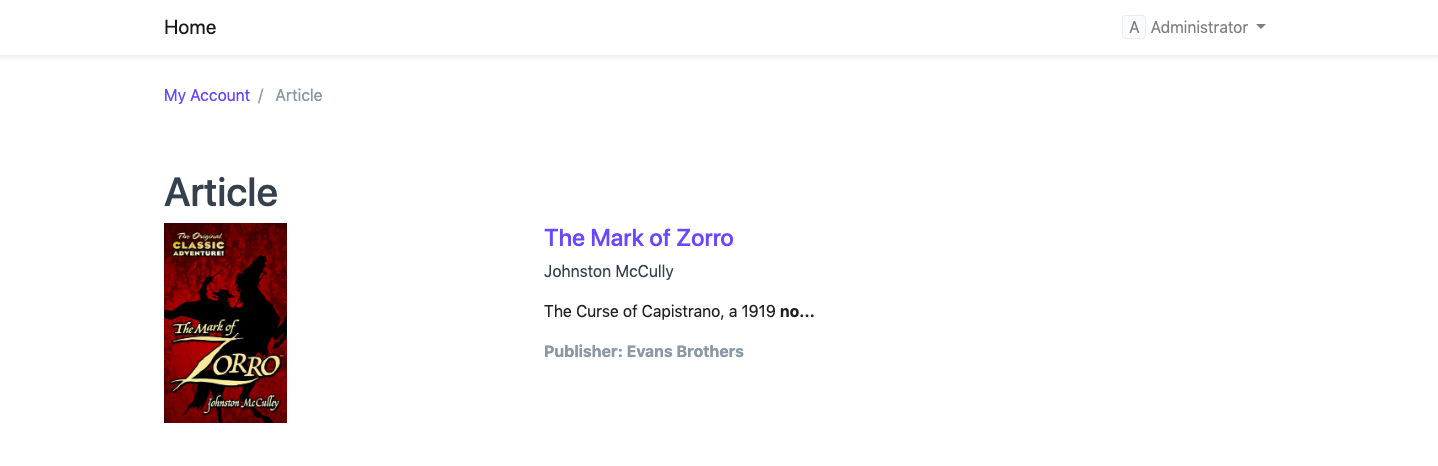 Home
A Administrator
My Account / Article
Article
The Original
CLASSIC
ADVENTURE!
The Mark of
ZORRO
Johnston McCulley
The Mark of Zorro
Johnston McCully
The Curse of Capistrano, a 1919 no...
Publisher: Evans Brothers